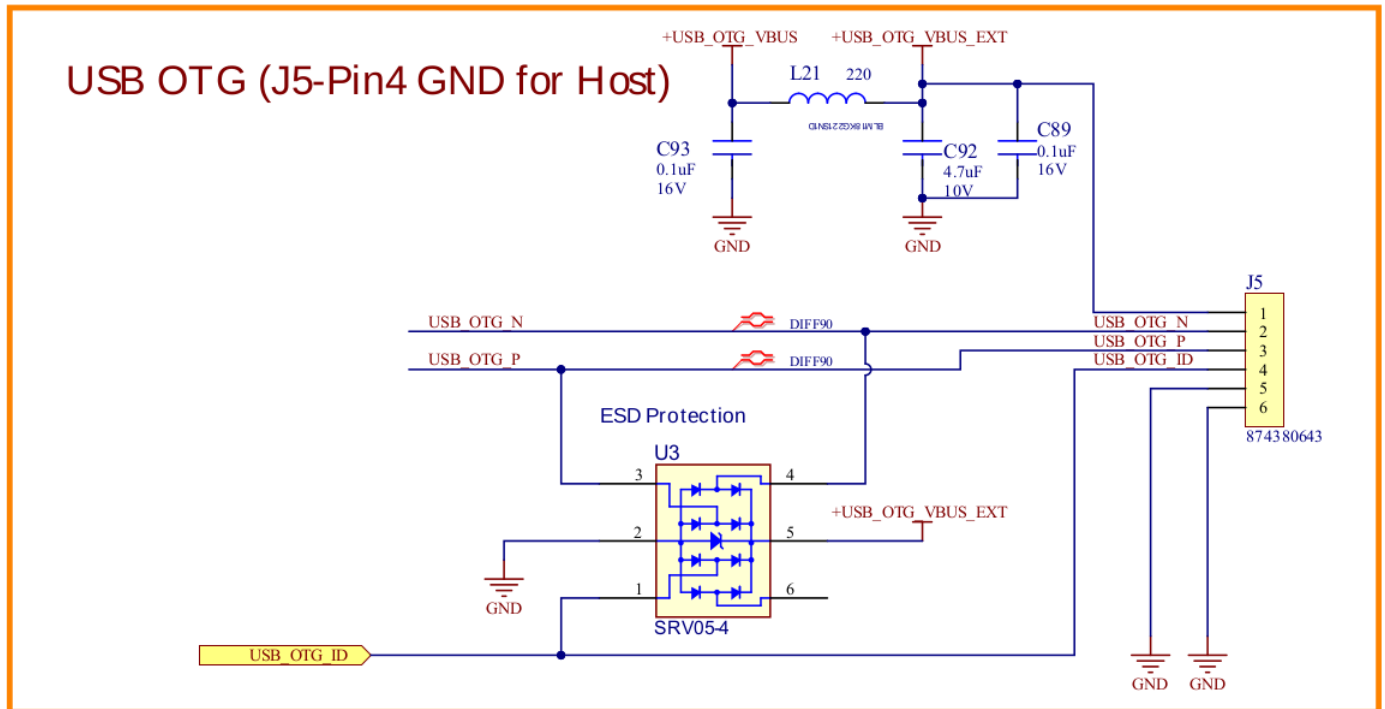 +USB_OTG_VBUS
+USB_OTG_VBUS_EXT
USB OTG (J5-Pin4 GND for Host)
L21
220
BLM18KG221SN1D
C93
0.1uF
16V
C92
4.7uF
10V
C89
0.1uF
16V
GND
GND
J5
USB_OTG_N
DIFF90
USB_OTG_N
USB_OTG_P
DIFF90
USB_OTG_P
USB_OTG_ID
1
2
3
4
5
6
874380643
ESD Protection
U3
3
4
2
5
1
6
SRV05-4
+USB_OTG_VBUS_EXT
GND
USB_OTG_ID
GND
GND